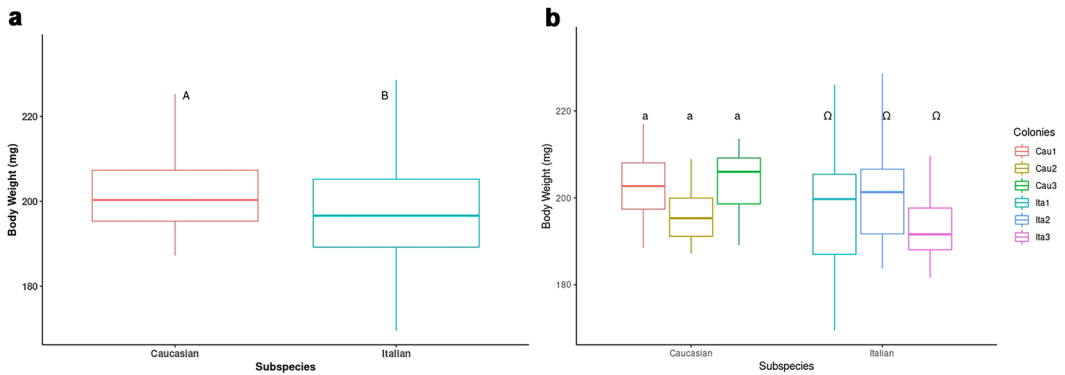 a
Body Weight (mg)
220
200
180
A
B
Caucasian
Italian
Subspecies
b
Body Weight (mg)
220
200
180
a a a Ω Ω Ω
Caucasian
Italian
Subspecies
Colonies
Cau1
Cau2
Cau3
Ita1
Ita2
Ita3